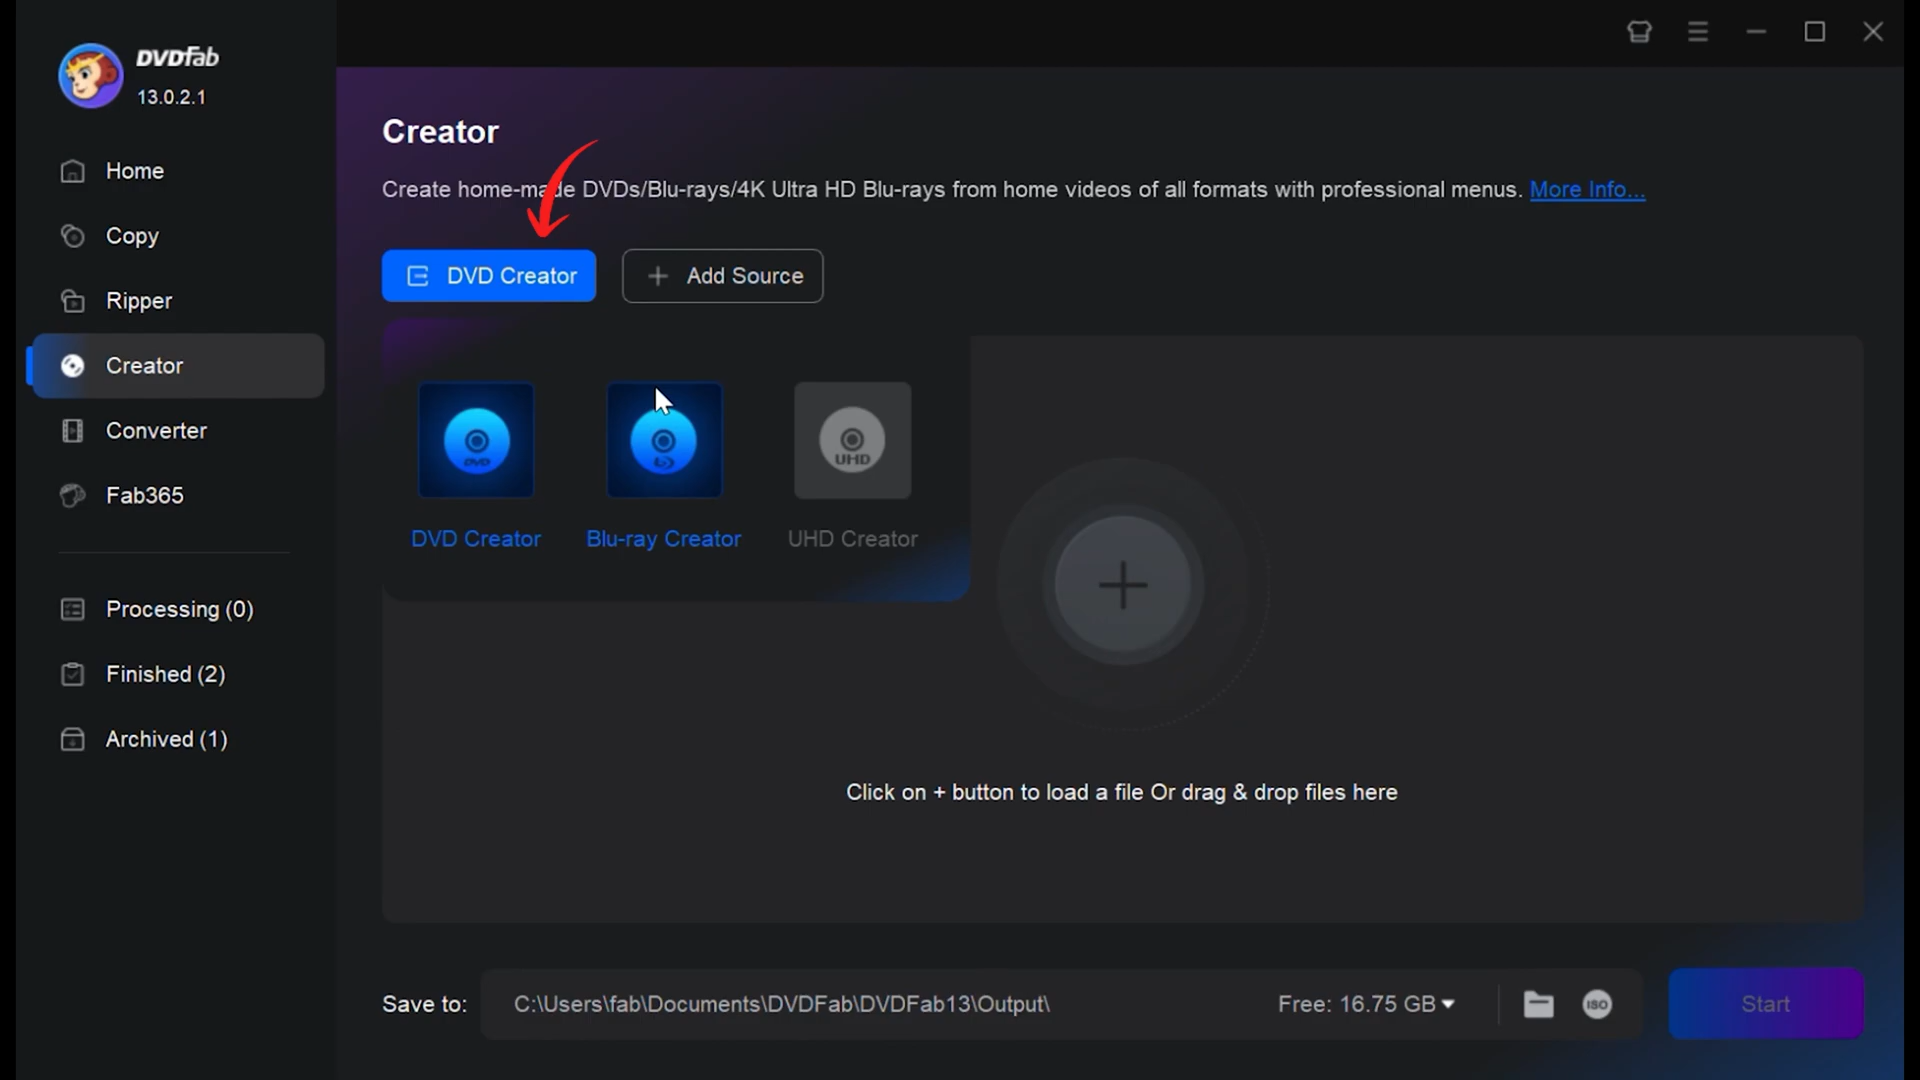 DVDFab
13.0.2.1
Home
Copy
Ripper
Creator
Converter
Fab365
Processing (0)
Finished (2)
Archived (1)
Creator
Create home-made DVDs/Blu-rays/4K Ultra HD Blu-rays from home videos of all formats with professional menus. More Info...
DVD Creator
Add Source
DVD
UHD
DVD Creator
Blu-ray Creator
UHD Creator
Click on + button to load a file Or drag & drop files here
Save to:
C:\Users\fab\Documents\DVDFab\DVDFab13\Output\
Free: 16.75 GB
ISO
Start